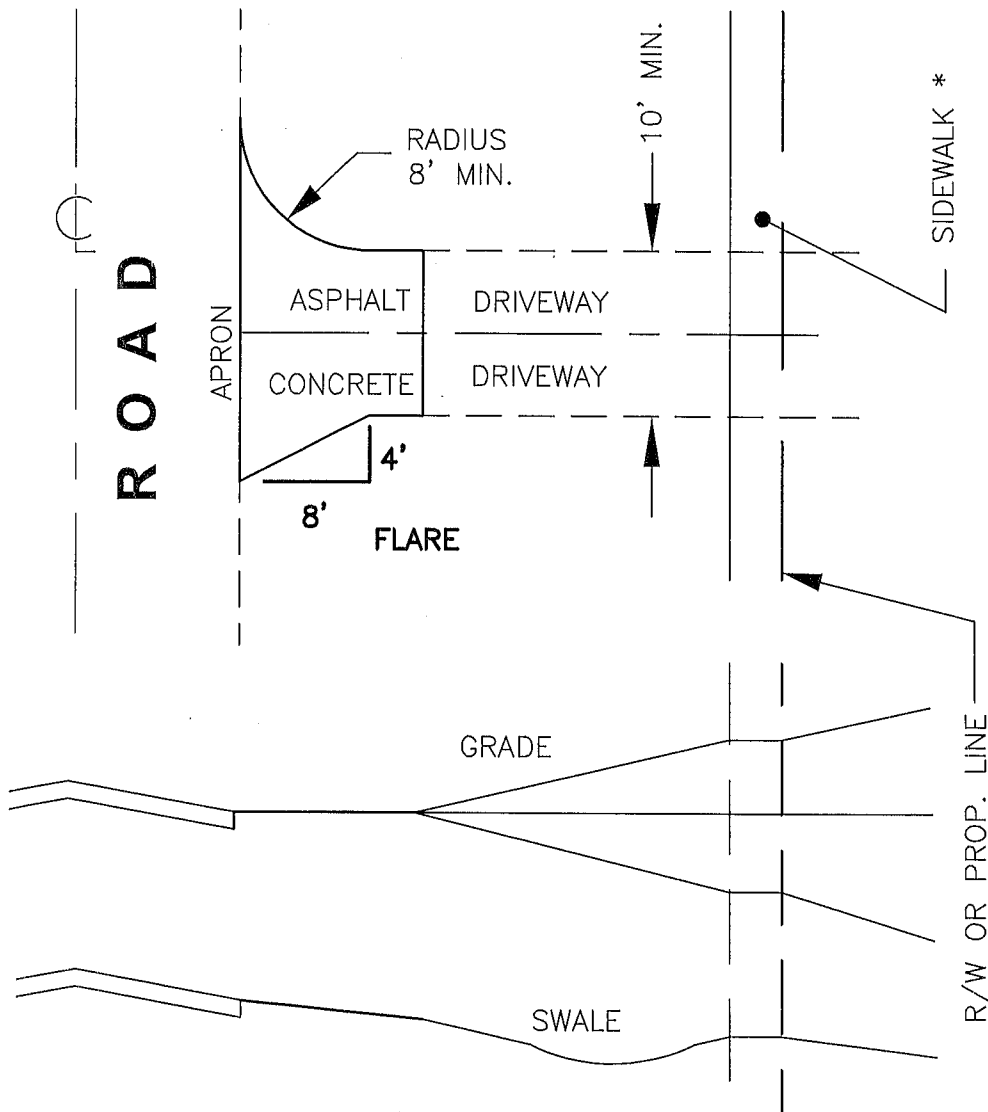 ℄
ROAD
APRON
RADIUS
8' MIN.
ASPHALT
DRIVEWAY
CONCRETE
DRIVEWAY
10' MIN.
SIDEWALK *
4'
8'
FLARE
GRADE
R/W OR PROP. LINE
SWALE